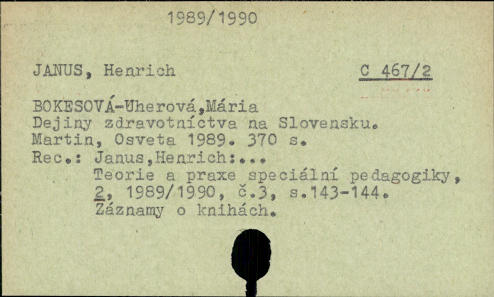 1989/1990
JANUS, Henrich C 467/2
BOKESOVÁ-Uherová,Mária
Dejiny zdravotníctva na Slovensku.
Martin, Osveta 1989. 370 s.
Rec.: Janus,Henrich:...
Teorie a praxe speciální pedagogiky,
2, 1989/1990, č.3, s.143-144.
Záznamy o knihách.